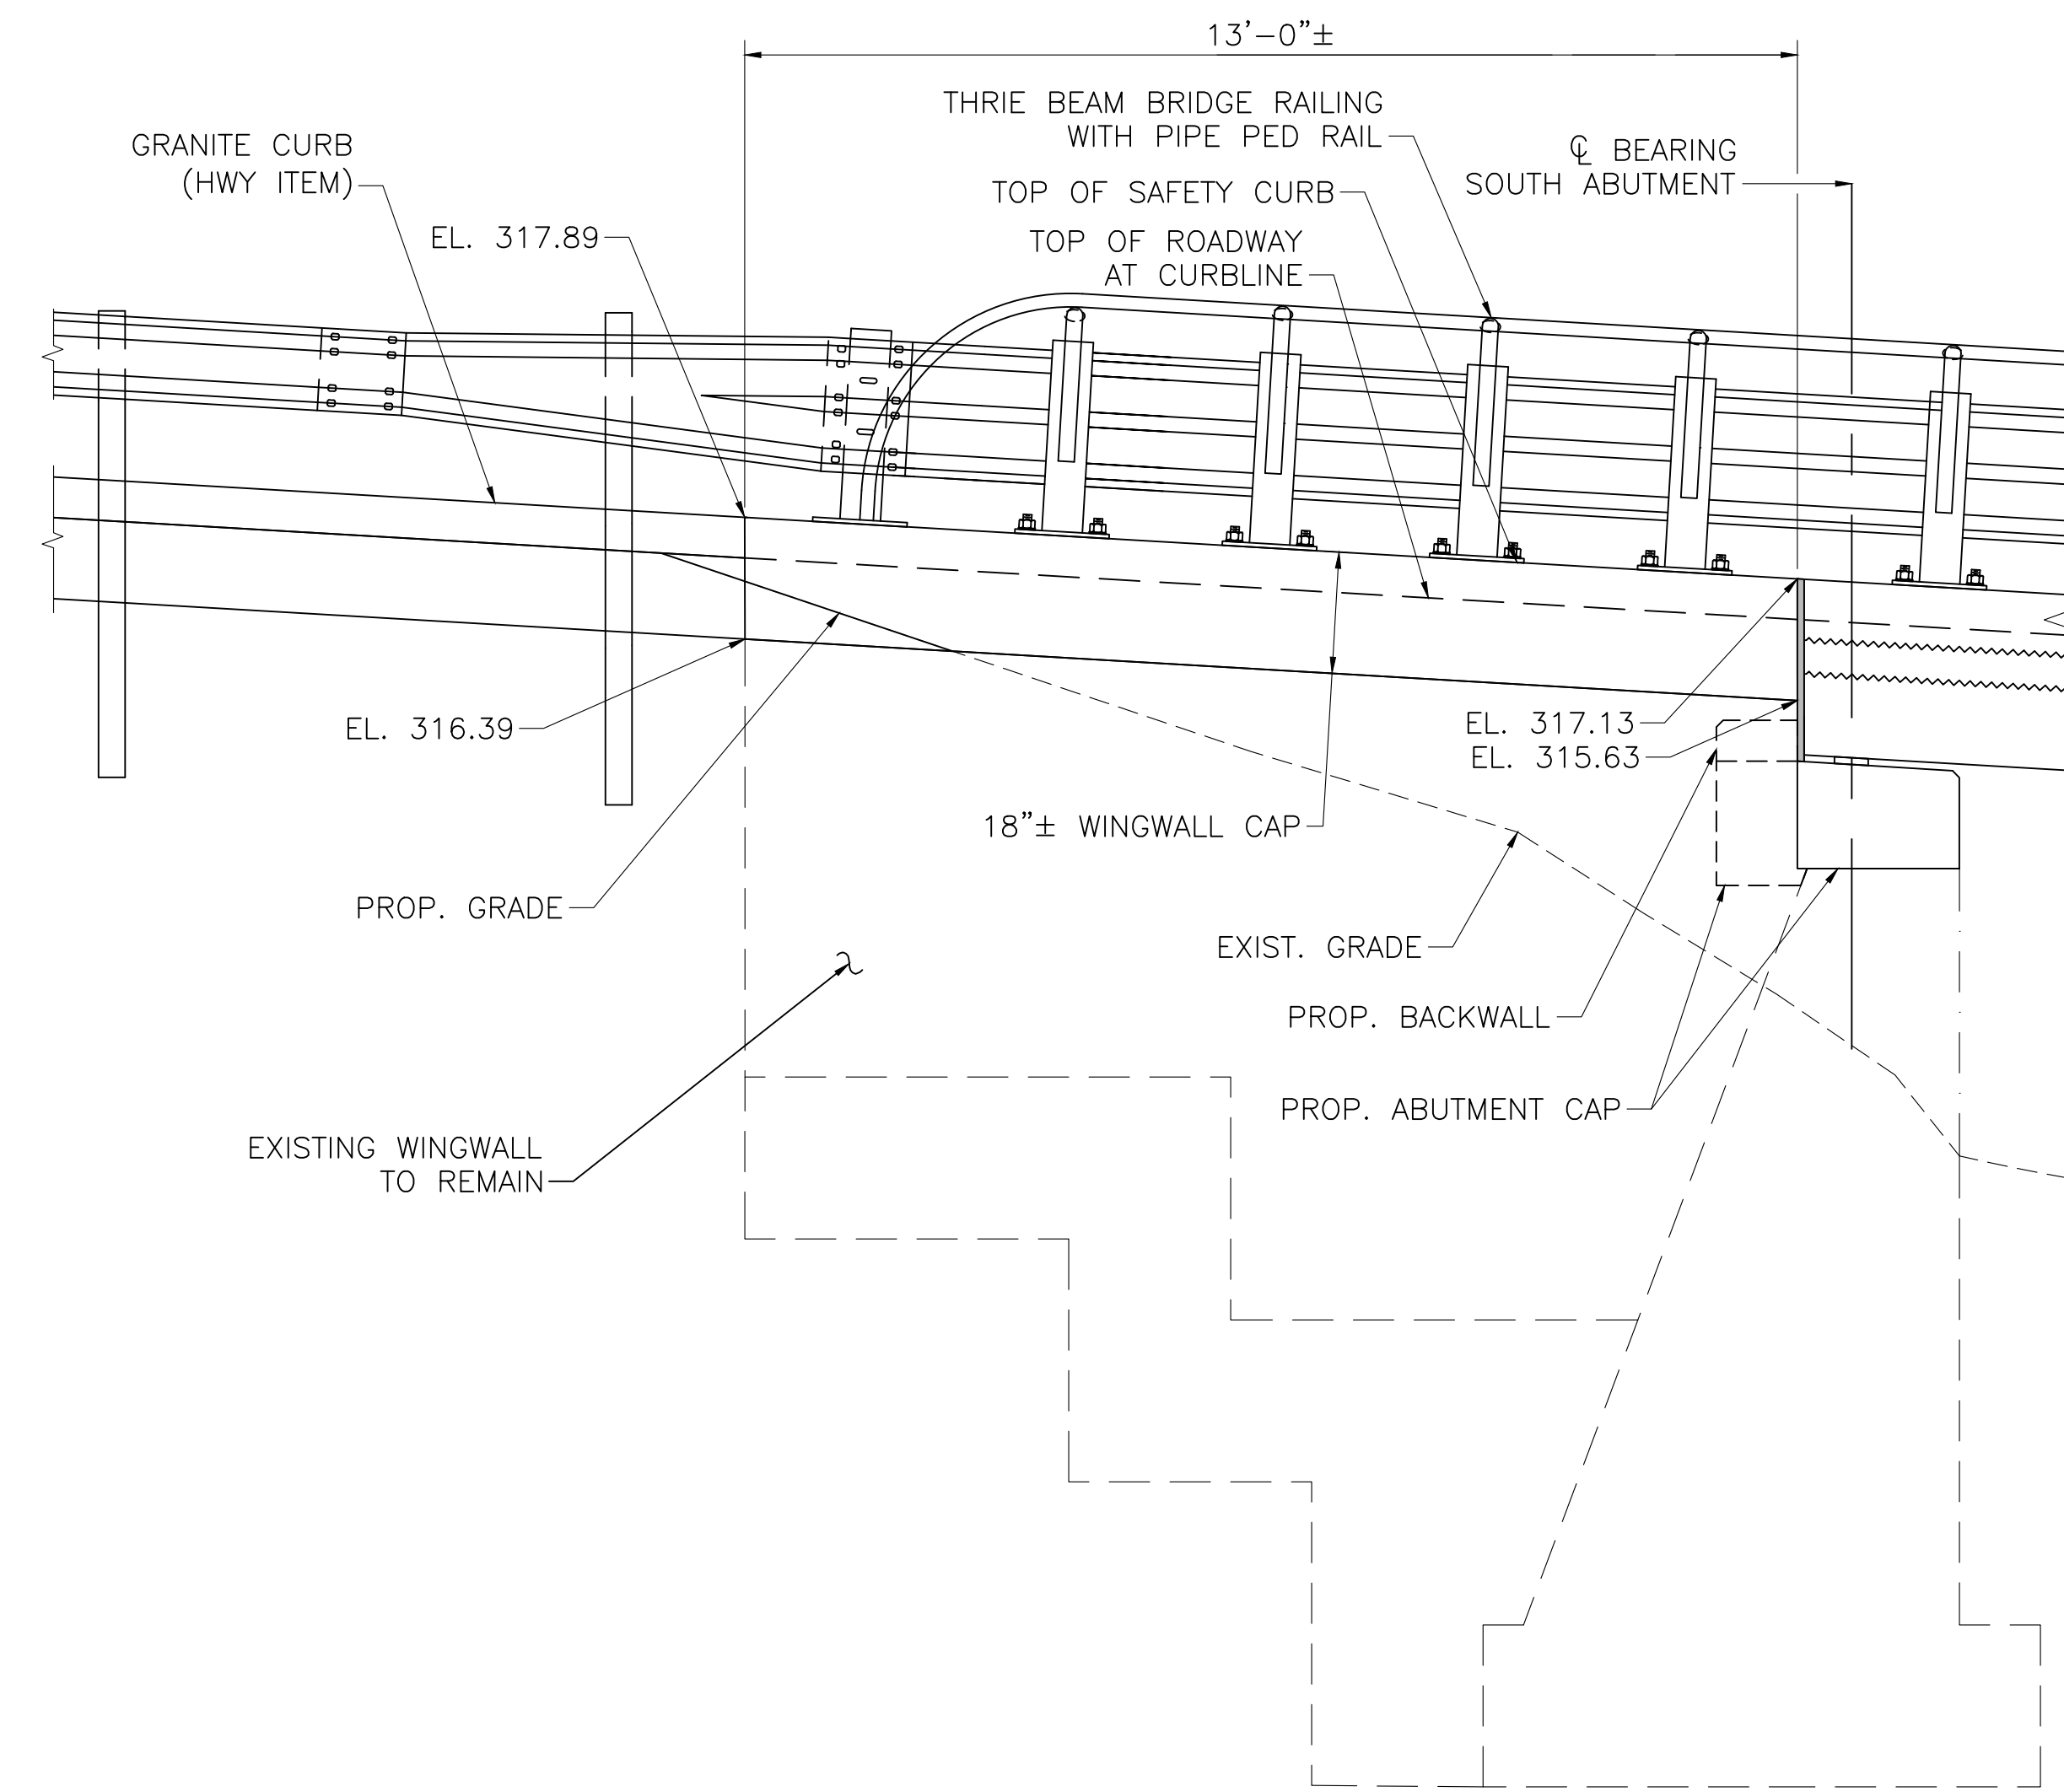 13'-0"±
THRIE BEAM BRIDGE RAILING
WITH PIPE PED RAIL
GRANITE CURB
(HWY ITEM)
℄ BEARING
SOUTH ABUTMENT
TOP OF SAFETY CURB
EL. 317.89
TOP OF ROADWAY
AT CURBLINE
EL. 316.39
EL. 317.13
EL. 315.63
18"± WINGWALL CAP
PROP. GRADE
EXIST. GRADE
PROP. BACKWALL
PROP. ABUTMENT CAP
EXISTING WINGWALL
TO REMAIN